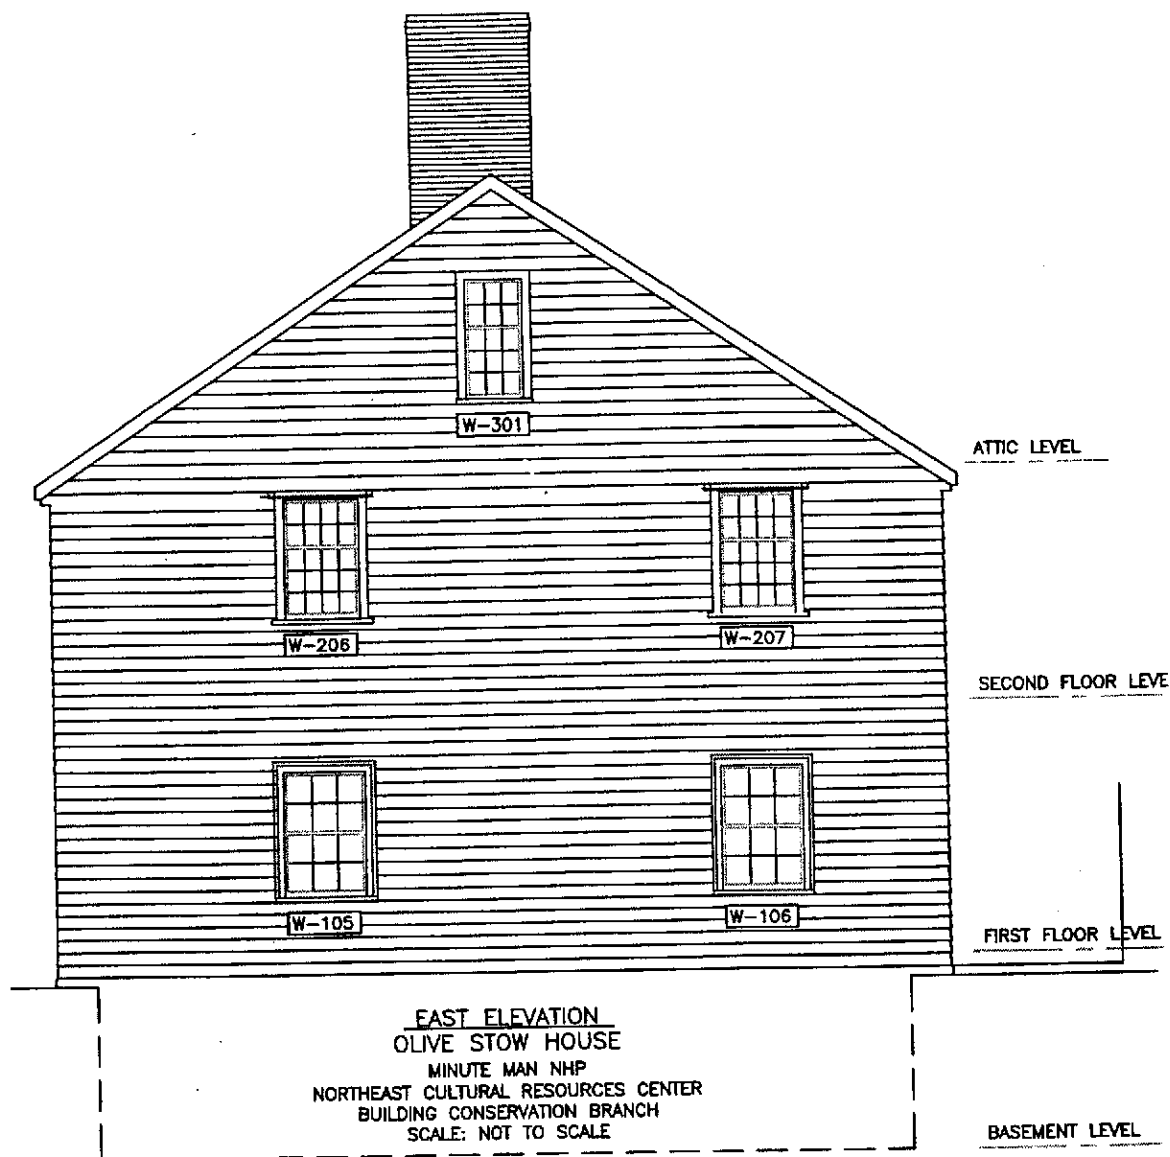 W-301
ATTIC LEVEL
W-206
W-207
SECOND FLOOR LEVE
W-105
W-106
FIRST FLOOR LEVEL
EAST ELEVATION
OLIVE STOW HOUSE
MINUTE MAN NHP
NORTHEAST CULTURAL RESOURCES CENTER
BUILDING CONSERVATION BRANCH
SCALE: NOT TO SCALE
BASEMENT LEVEL